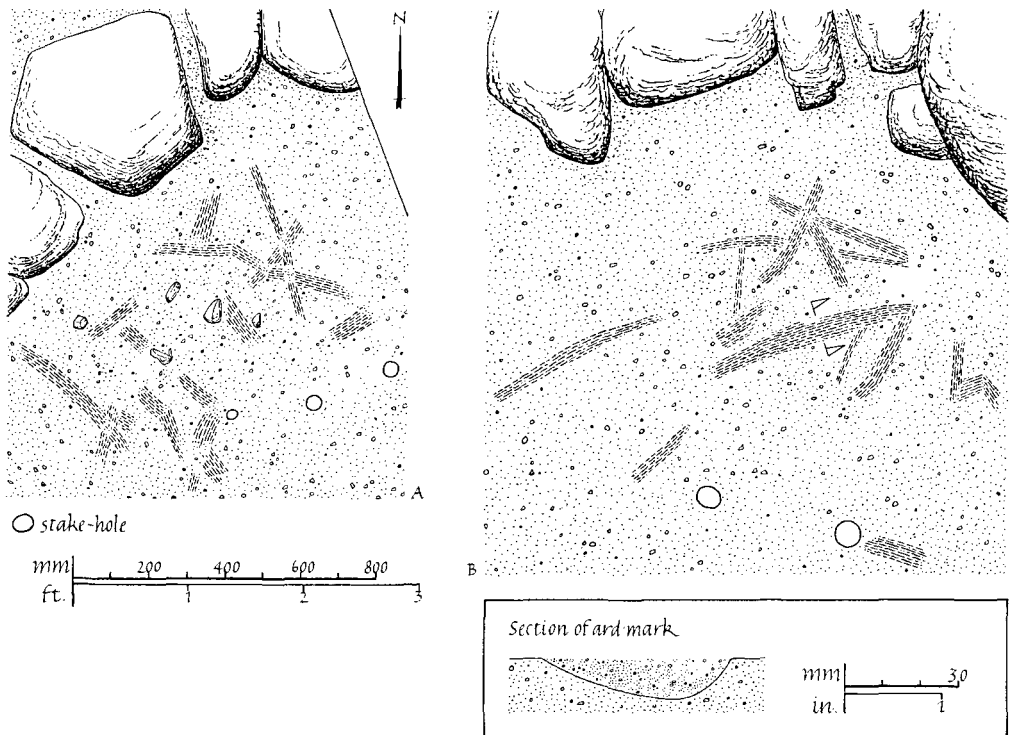 N
A
stake-hole
mm 200 400 600 800
ft. 1 2 3
B
Section of ard mark
mm 30
in. 1